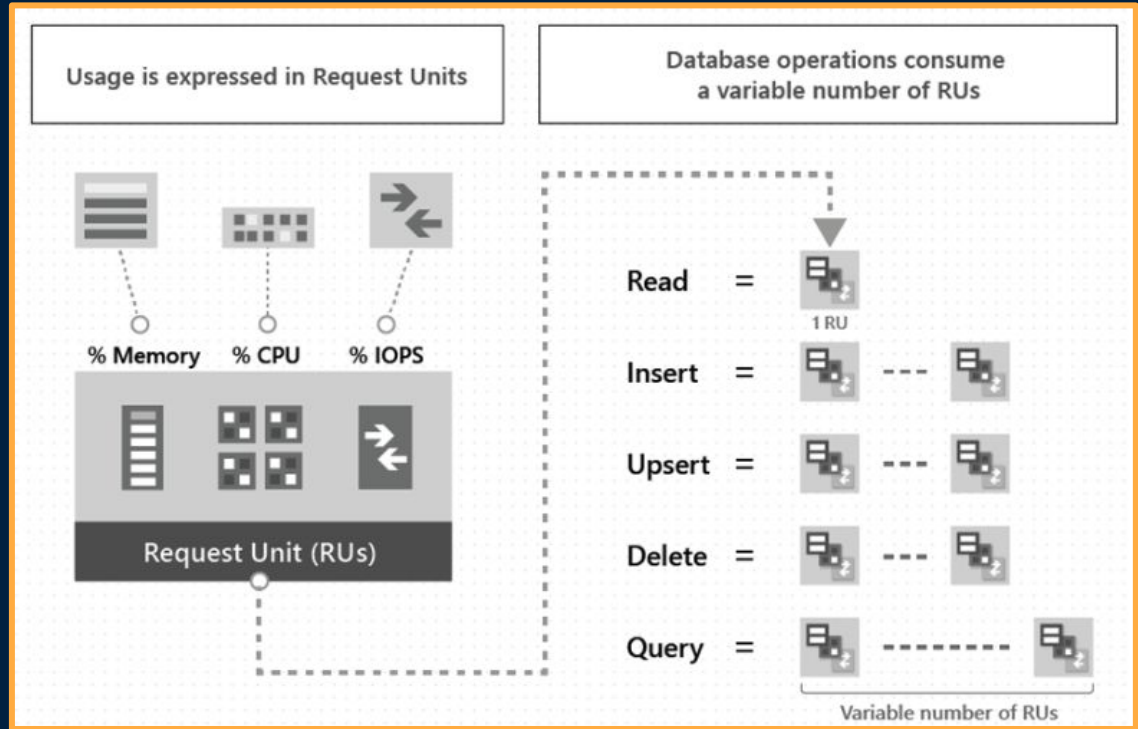 Usage is expressed in Request Units
Database operations consume
a variable number of RUs
% Memory
% CPU
% IOPS
Request Unit (RUs)
Read =
1 RU
Insert =
Upsert =
Delete =
Query =
Variable number of RUs